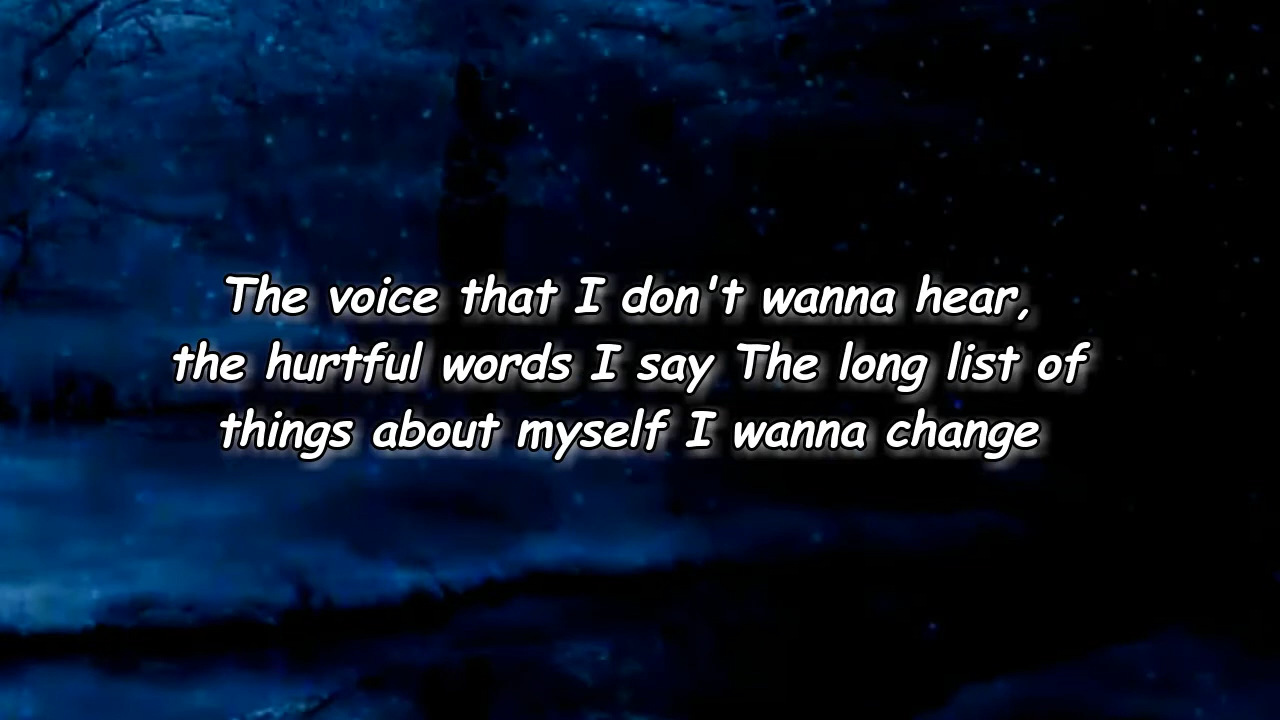 The voice that I don't wanna hear,
the hurtful words I say The long list of
things about myself I wanna change